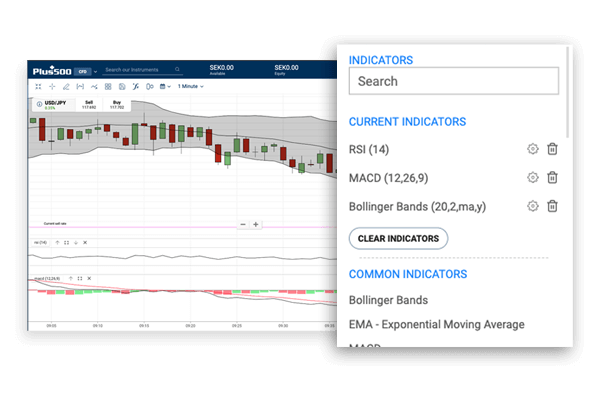 Plus500 CFD
Search our Instruments
SEK0.00
Available
SEK0.00
Equity
1 Minute
USD/JPY
Sell
Buy
117.692
117.702
Current sell rate
rsi (14)
macd (12,26,9)
09:05 09:10 09:15 09:20 09:25 09:30 09:35
INDICATORS
Search
CURRENT INDICATORS
RSI (14)
MACD (12,26,9)
Bollinger Bands (20,2,ma,y)
CLEAR INDICATORS
COMMON INDICATORS
Bollinger Bands
EMA - Exponential Moving Average
MACD